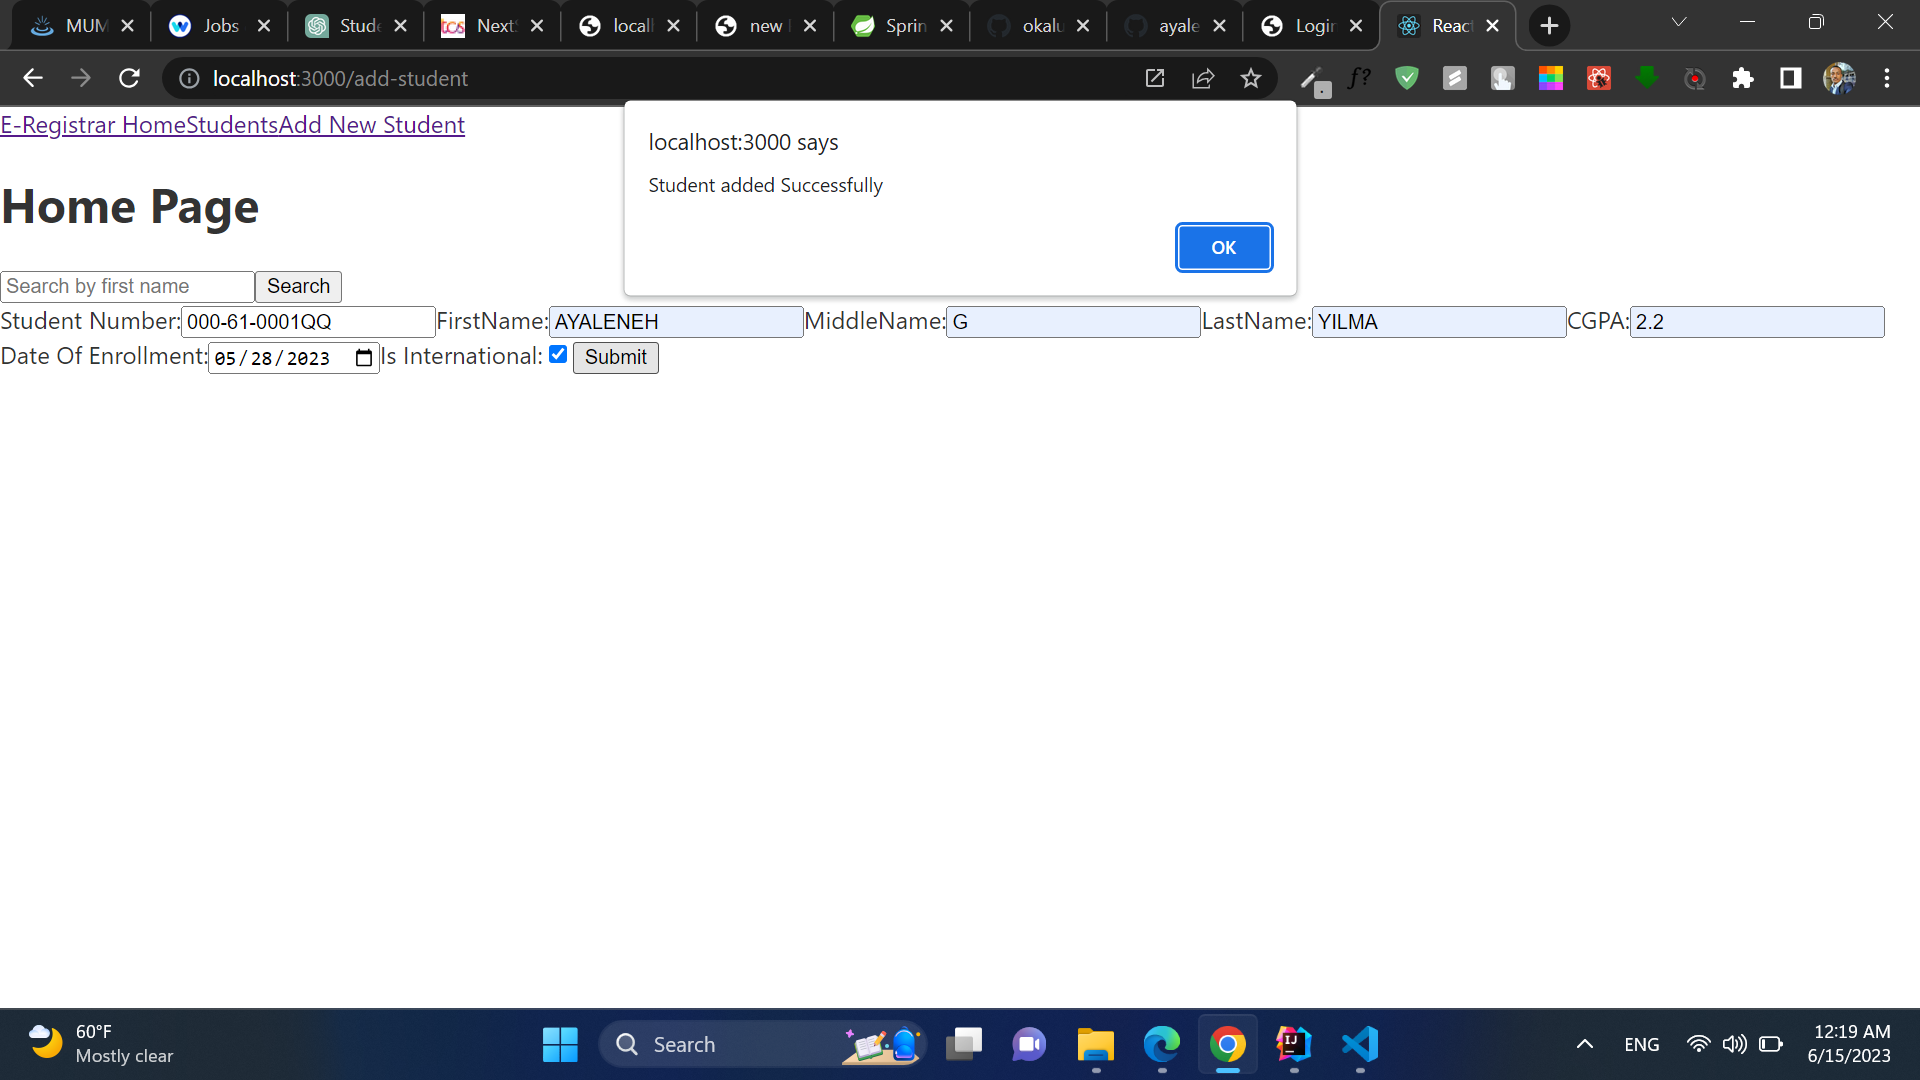 MUM Jobs Stude Next locall new Sprin okalu ayale Login Reac
localhost:3000/add-student
E-Registrar HomeStudentsAdd New Student
localhost:3000 says
Student added Successfully
OK
Home Page
Search by first name Search
Student Number: 000-61-0001QQ FirstName: AYALENEH MiddleName: G LastName: YILMA CGPA: 2.2
Date Of Enrollment: 05/28/2023 Is International: Submit
60°F
Mostly clear
Search
ENG
12:19 AM
6/15/2023